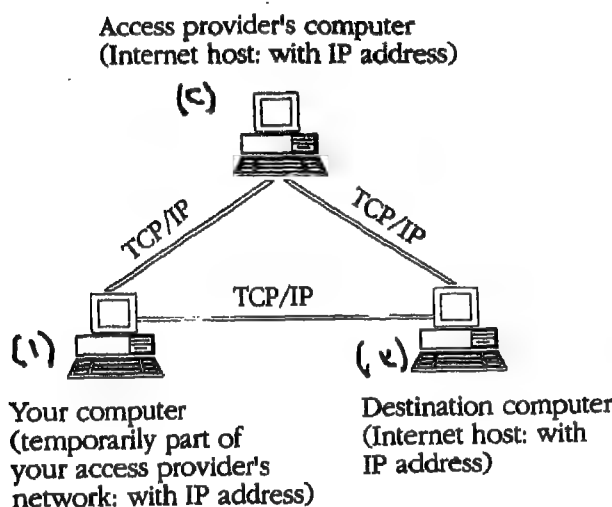 Access provider's computer
(Internet host: with IP address)
(c)
TCP/IP
TCP/IP
TCP/IP
(1)
Your computer
(temporarily part of
your access provider's
network: with IP address)
Destination computer
(Internet host: with
IP address)